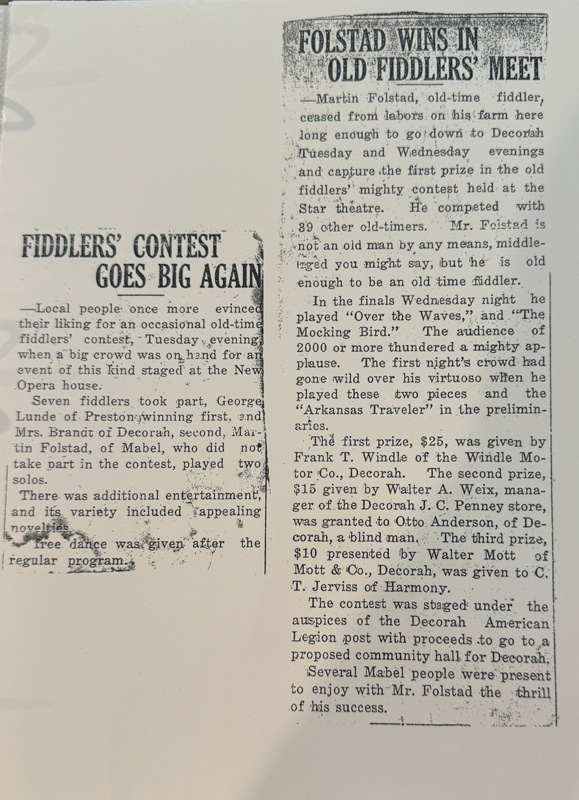 FIDDLERS' CONTEST
GOES BIG AGAIN
—Local people once more evinced
their liking for an occasional old-time
fiddlers' contest, Tuesday evening,
when a big crowd was on hand for an
event of this kind staged at the New
Opera house.
Seven fiddlers took part, George
Lunde of Preston winning first, and
Mrs. Brandt of Decorah, second, Mar-
tin Folstad, of Mabel, who did not
take part in the contest, played two
solos.
There was additional entertainment,
and its variety included appealing
novelties.
free dance was given after the
regular program.
FOLSTAD WINS IN
OLD FIDDLERS' MEET
—Martin Folstad, old-time fiddler,
ceased from labors on his farm here
long enough to go down to Decorah
Tuesday and Wednesday evenings
and capture the first prize in the old
fiddlers' mighty contest held at the
Star theatre. He competed with
39 other old-timers. Mr. Folstad is
not an old man by any means, middle-
aged you might say, but he is old
enough to be an old time fiddler.
In the finals Wednesday night he
played "Over the Waves," and "The
Mocking Bird." The audience of
2000 or more thundered a mighty ap-
plause. The first night's crowd had
gone wild over his virtuoso when he
played these two pieces and the
"Arkansas Traveler" in the prelimin-
aries.
The first prize, $25, was given by
Frank T. Windle of the Windle Mo-
tor Co., Decorah. The second prize,
$15 given by Walter A. Weix, mana-
ger of the Decorah J. C. Penney store,
was granted to Otto Anderson, of De-
corah, a blind man. The third prize,
$10 presented by Walter Mott of
Mott & Co., Decorah, was given to C.
T. Jerviss of Harmony.
The contest was staged under the
auspices of the Decorah American
Legion post with proceeds to go to a
proposed community hall for Decorah.
Several Mabel people were present
to enjoy with Mr. Folstad the thrill
of his success.